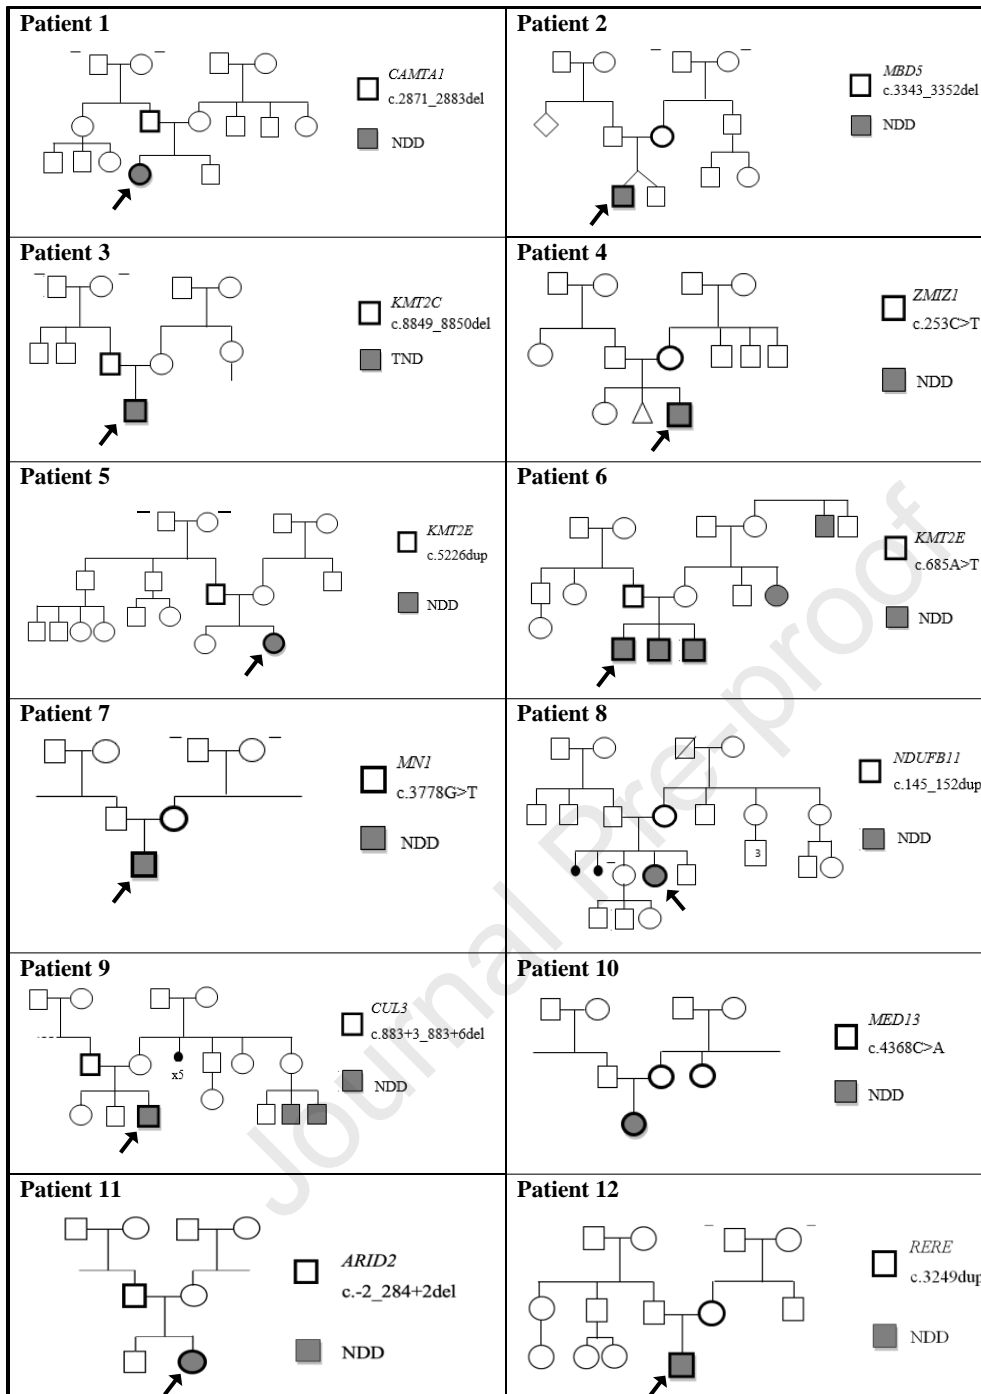 Patient 1
CAMTA1
c.2871_2883del
NDD
Patient 2
MBD5
c.3343_3352del
NDD
Patient 3
KMT2C
c.8849_8850del
TND
Patient 4
ZMIZ1
c.253C>T
NDD
Patient 5
KMT2E
c.5226dup
NDD
Patient 6
KMT2E
c.685A>T
NDD
Patient 7
MN1
c.3778G>T
NDD
Patient 8
NDUFB11
c.145_152dup
NDD
3
Patient 9
CUL3
c.883+3_883+6del
NDD
x5
Patient 10
MED13
c.4368C>A
NDD
Patient 11
ARID2
c.-2_284+2del
NDD
Patient 12
RERE
c.3249dup
NDD
Journal Pre-proof